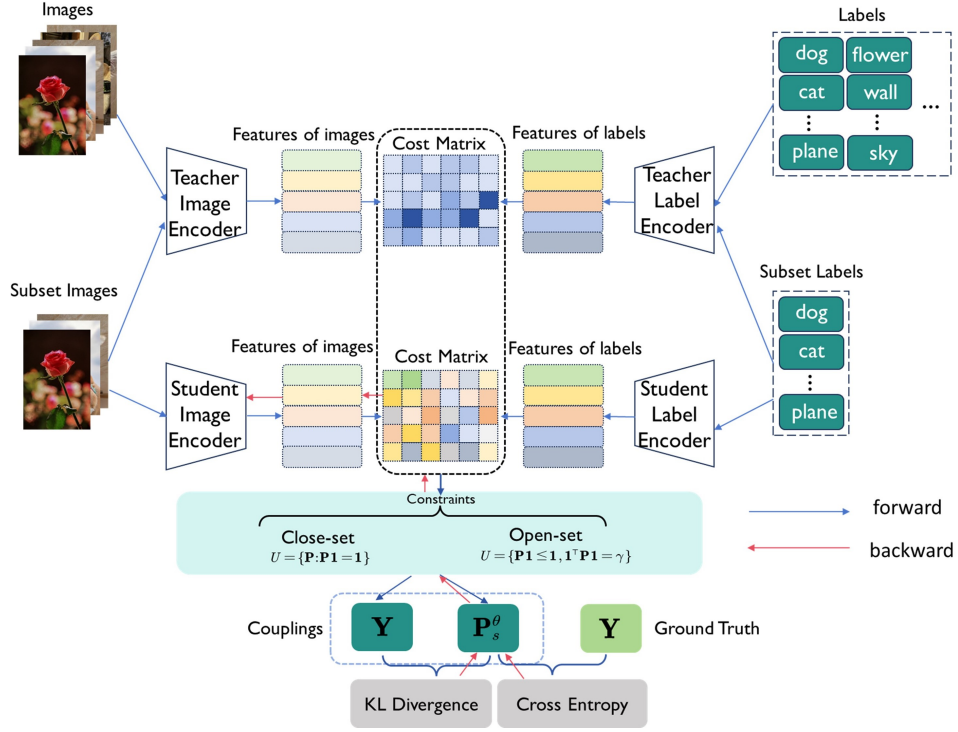 Images
Labels
dog
flower
cat
wall
...
plane
sky
Features of images
Cost Matrix
Features of labels
Teacher
Image
Encoder
Teacher
Label
Encoder
Subset Images
Subset Labels
dog
cat
plane
Features of images
Cost Matrix
Features of labels
Student
Image
Encoder
Student
Label
Encoder
Constraints
Close-set
U = {P:P1 = 1}
Open-set
U = {P1 ≤ 1, 1ᵀP1 = γ}
forward
backward
Couplings
Y
P_s^θ
Y
Ground Truth
KL Divergence
Cross Entropy